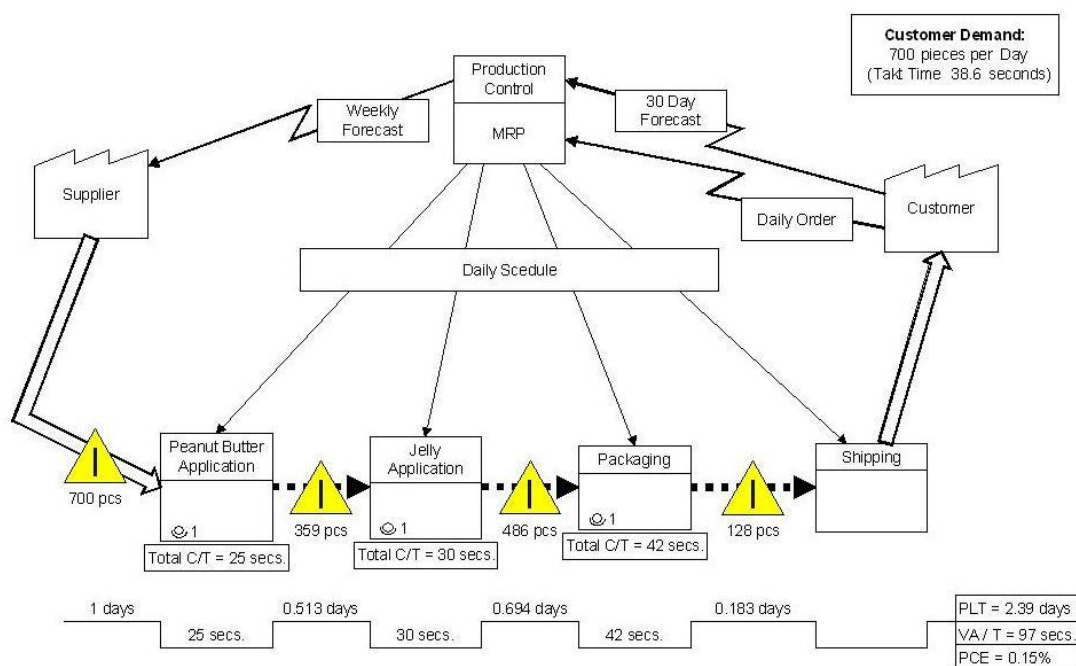 Customer Demand:
700 pieces per Day
(Takt Time 38.6 seconds)
Production
Control
MRP
Weekly
Forecast
30 Day
Forecast
Supplier
Customer
Daily Order
Daily Scedule
Peanut Butter
Application
1
Total C/T = 25 secs.
Jelly
Application
1
Total C/T = 30 secs.
Packaging
1
Total C/T = 42 secs.
Shipping
I
700 pcs
I
359 pcs
I
486 pcs
I
128 pcs
1 days
0.513 days
0.694 days
0.183 days
25 secs.
30 secs.
42 secs.
PLT = 2.39 days
VA / T = 97 secs.
PCE = 0.15%